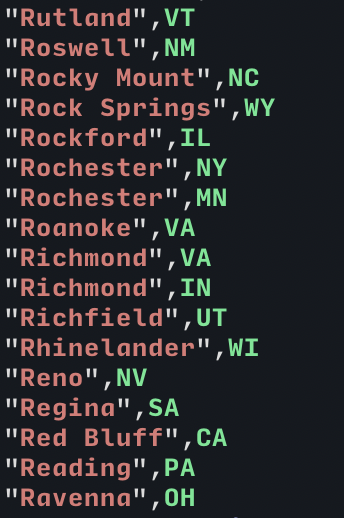 "Rutland",VT
"Roswell",NM
"Rocky Mount",NC
"Rock Springs",WY
"Rockford",IL
"Rochester",NY
"Rochester",MN
"Roanoke",VA
"Richmond",VA
"Richmond",IN
"Richfield",UT
"Rhinelander",WI
"Reno",NV
"Regina",SA
"Red Bluff",CA
"Reading",PA
"Ravenna",OH